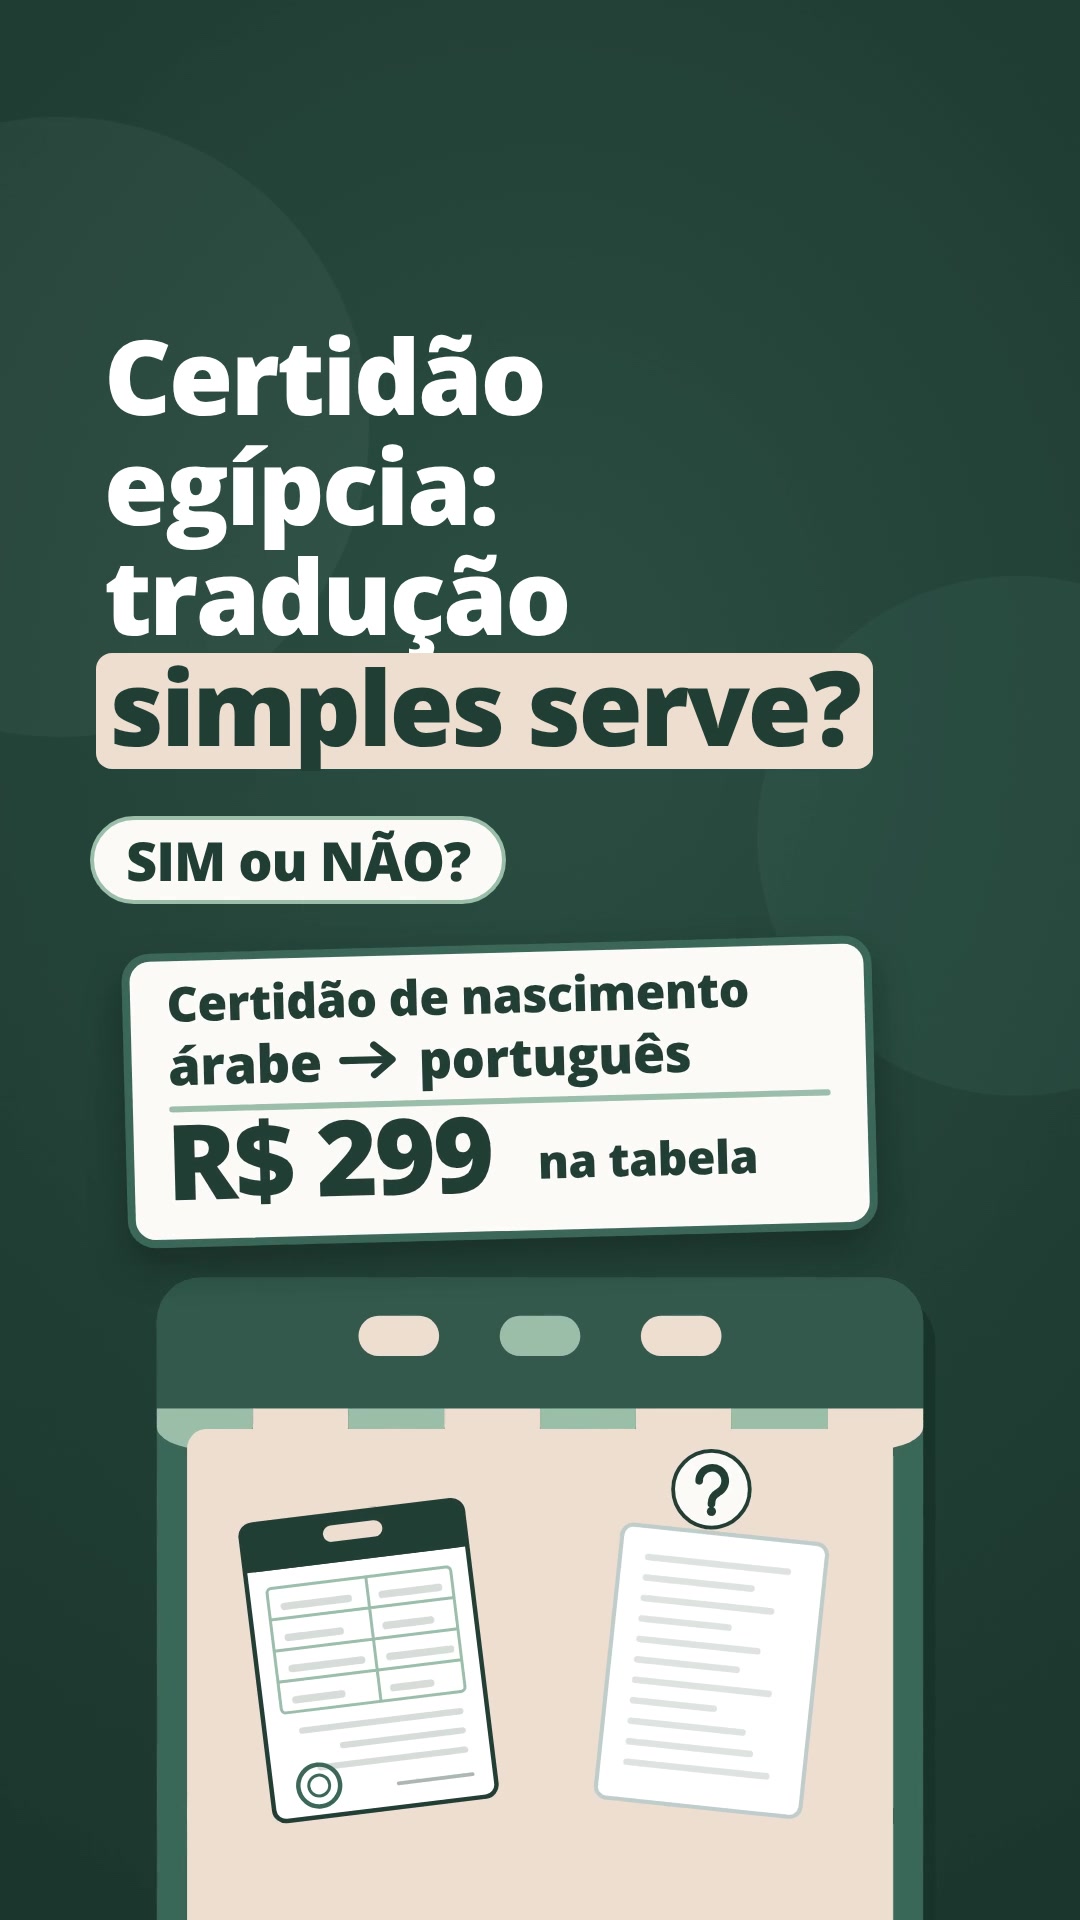 Certidão
egípcia:
tradução
simples serve?
SIM ou NÃO?
Certidão de nascimento
árabe → português
R$ 299 na tabela
?